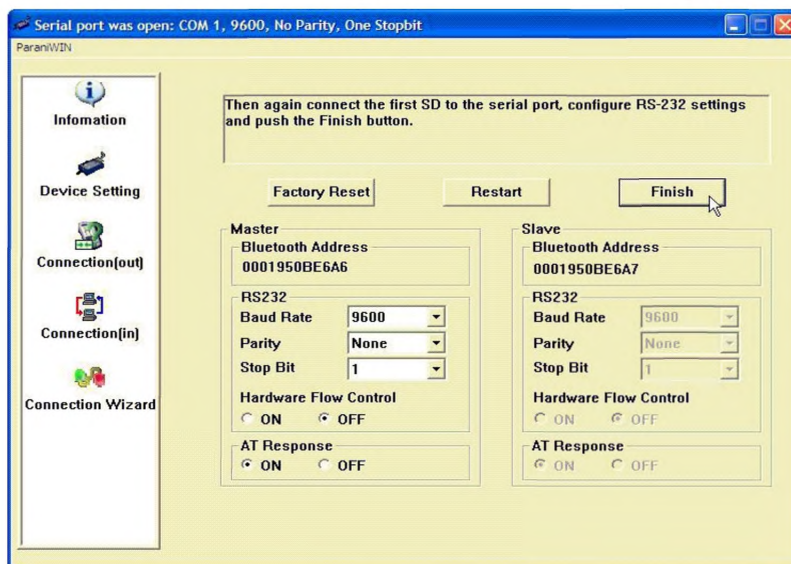 Serial port was open: COM 1, 9600, No Parity, One Stopbit
ParaniWIN
Infomation
Device Setting
Connection(out)
Connection(in)
Connection Wizard
Then again connect the first SD to the serial port, configure RS-232 settings
and push the Finish button.
Factory Reset
Restart
Finish
Master
Bluetooth Address
0001950BE6A6
RS232
Baud Rate 9600
Parity None
Stop Bit 1
Hardware Flow Control
ON OFF
AT Response
ON OFF
Slave
Bluetooth Address
0001950BE6A7
RS232
Baud Rate 9600
Parity None
Stop Bit 1
Hardware Flow Control
ON OFF
AT Response
ON OFF